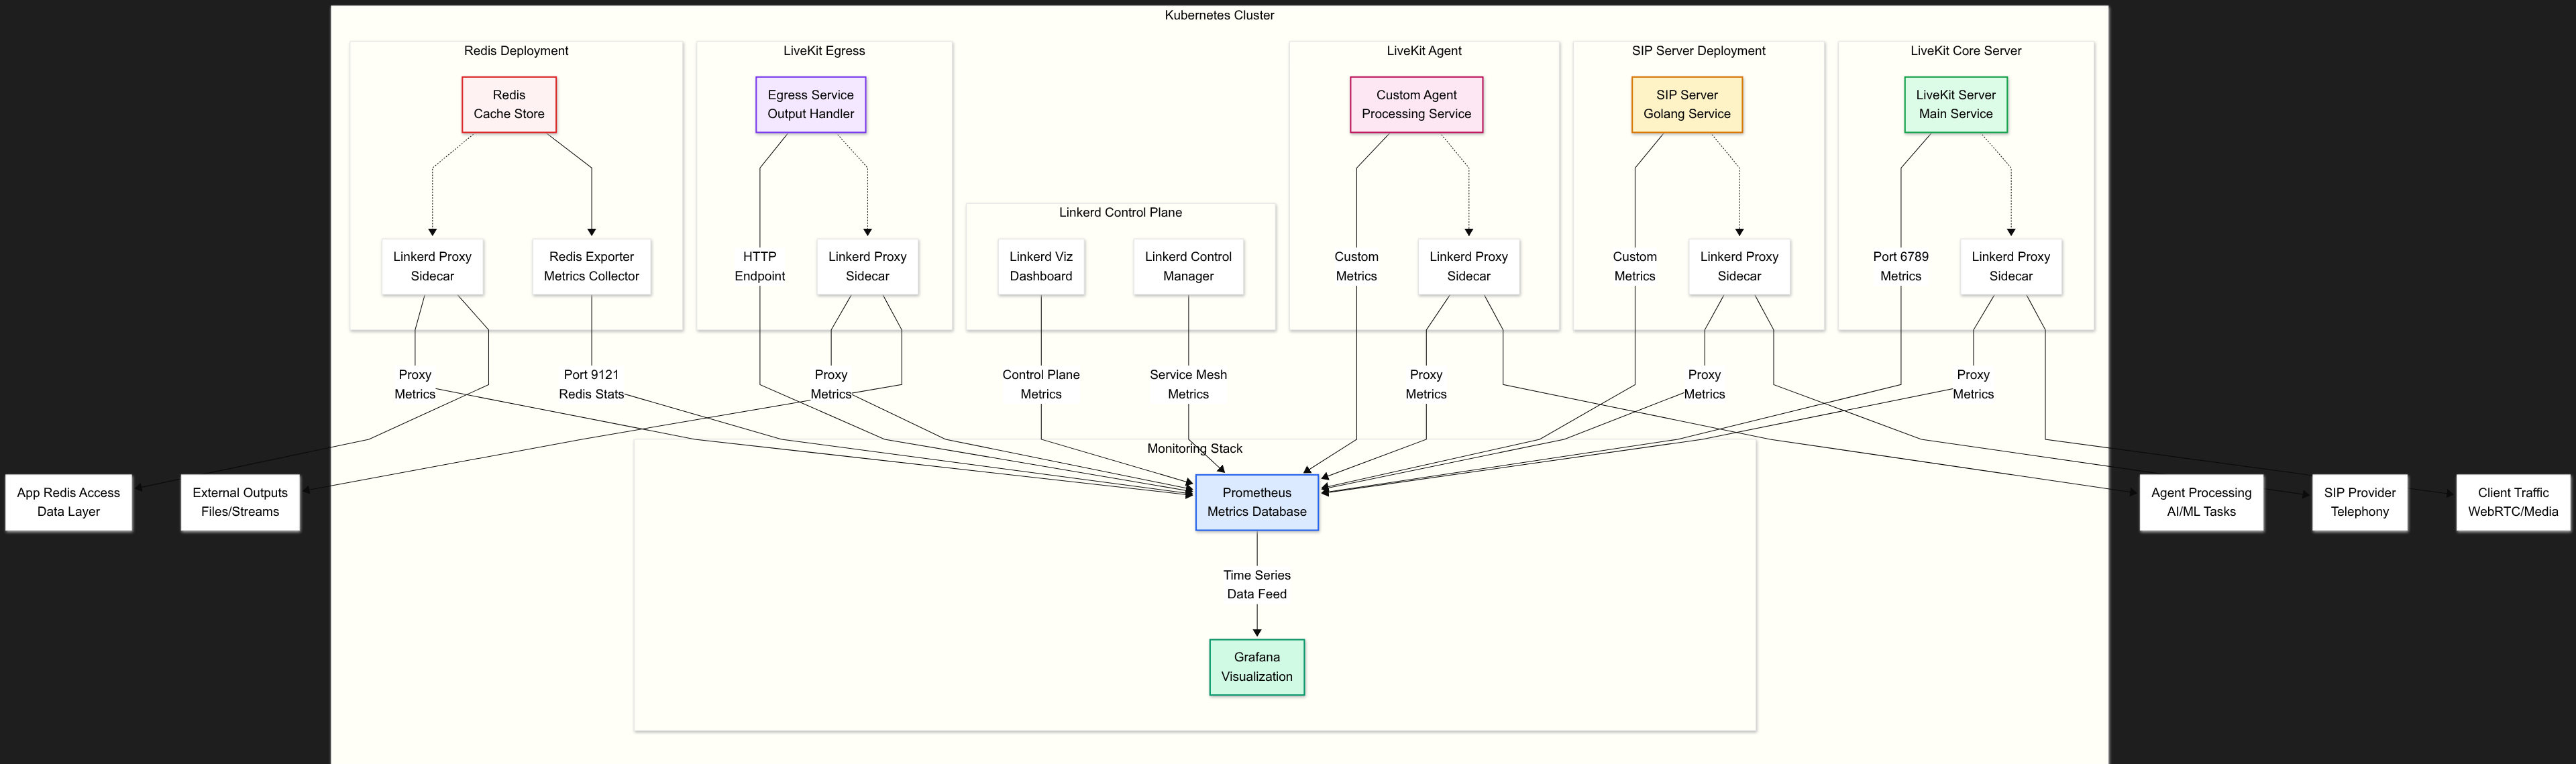 Kubernetes Cluster
Redis Deployment
LiveKit Egress
LiveKit Agent
SIP Server Deployment
LiveKit Core Server
Redis
Cache Store
Egress Service
Output Handler
Custom Agent
Processing Service
SIP Server
Golang Service
LiveKit Server
Main Service
Linkerd Control Plane
Linkerd Proxy
Sidecar
Redis Exporter
Metrics Collector
HTTP
Endpoint
Linkerd Proxy
Sidecar
Linkerd Viz
Dashboard
Linkerd Control
Manager
Custom
Metrics
Linkerd Proxy
Sidecar
Custom
Metrics
Linkerd Proxy
Sidecar
Port 6789
Metrics
Linkerd Proxy
Sidecar
Proxy
Metrics
Port 9121
Redis Stats
Proxy
Metrics
Control Plane
Metrics
Service Mesh
Metrics
Proxy
Metrics
Proxy
Metrics
Proxy
Metrics
Monitoring Stack
App Redis Access
Data Layer
External Outputs
Files/Streams
Prometheus
Metrics Database
Agent Processing
AI/ML Tasks
SIP Provider
Telephony
Client Traffic
WebRTC/Media
Time Series
Data Feed
Grafana
Visualization